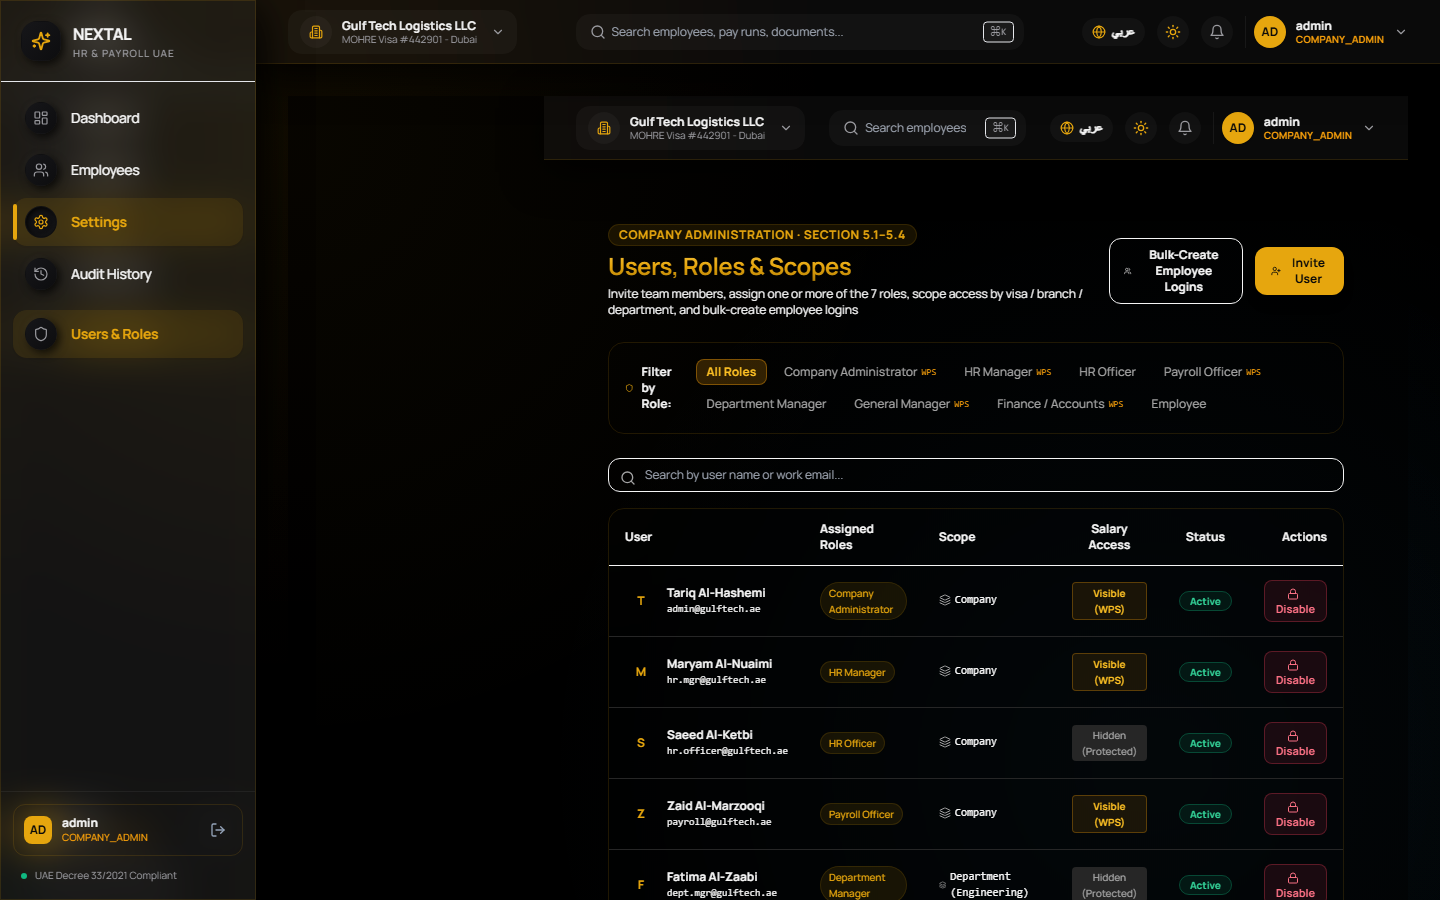 NEXTAL
HR & PAYROLL UAE
Dashboard
Employees
Settings
Audit History
Users & Roles
AD
admin
COMPANY_ADMIN
UAE Decree 33/2021 Compliant
Gulf Tech Logistics LLC
MOHRE Visa #442901 - Dubai
Search employees, pay runs, documents...
⌘K
عربي
AD
admin
COMPANY_ADMIN
Gulf Tech Logistics LLC
MOHRE Visa #442901 - Dubai
Search employees
⌘K
عربي
AD
admin
COMPANY_ADMIN
COMPANY ADMINISTRATION · SECTION 5.1–5.4
Users, Roles & Scopes
Invite team members, assign one or more of the 7 roles, scope access by visa / branch /
department, and bulk-create employee logins
Bulk-Create
Employee
Logins
Invite
User
Filter
by
Role:
All Roles
Company Administrator WPS
HR Manager WPS
HR Officer
Payroll Officer WPS
Department Manager
General Manager WPS
Finance / Accounts WPS
Employee
Search by user name or work email...
User
Assigned
Roles
Scope
Salary
Access
Status
Actions
T
Tariq Al-Hashemi
admin@gulftech.ae
Company
Administrator
Company
Visible
(WPS)
Active
Disable
M
Maryam Al-Nuaimi
hr.mgr@gulftech.ae
HR Manager
Company
Visible
(WPS)
Active
Disable
S
Saeed Al-Ketbi
hr.officer@gulftech.ae
HR Officer
Company
Hidden
(Protected)
Active
Disable
Z
Zaid Al-Marzooqi
payroll@gulftech.ae
Payroll Officer
Company
Visible
(WPS)
Active
Disable
F
Fatima Al-Zaabi
dept.mgr@gulftech.ae
Department
Manager
Department
(Engineering)
Hidden
(Protected)
Active
Disable